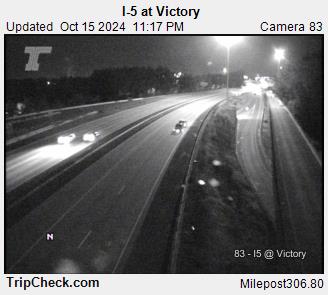 I-5 at Victory
Updated Oct 15 2024 11:17 PM Camera 83
T
N
83 - I5 @ Victory
TripCheck.com Milepost306.80